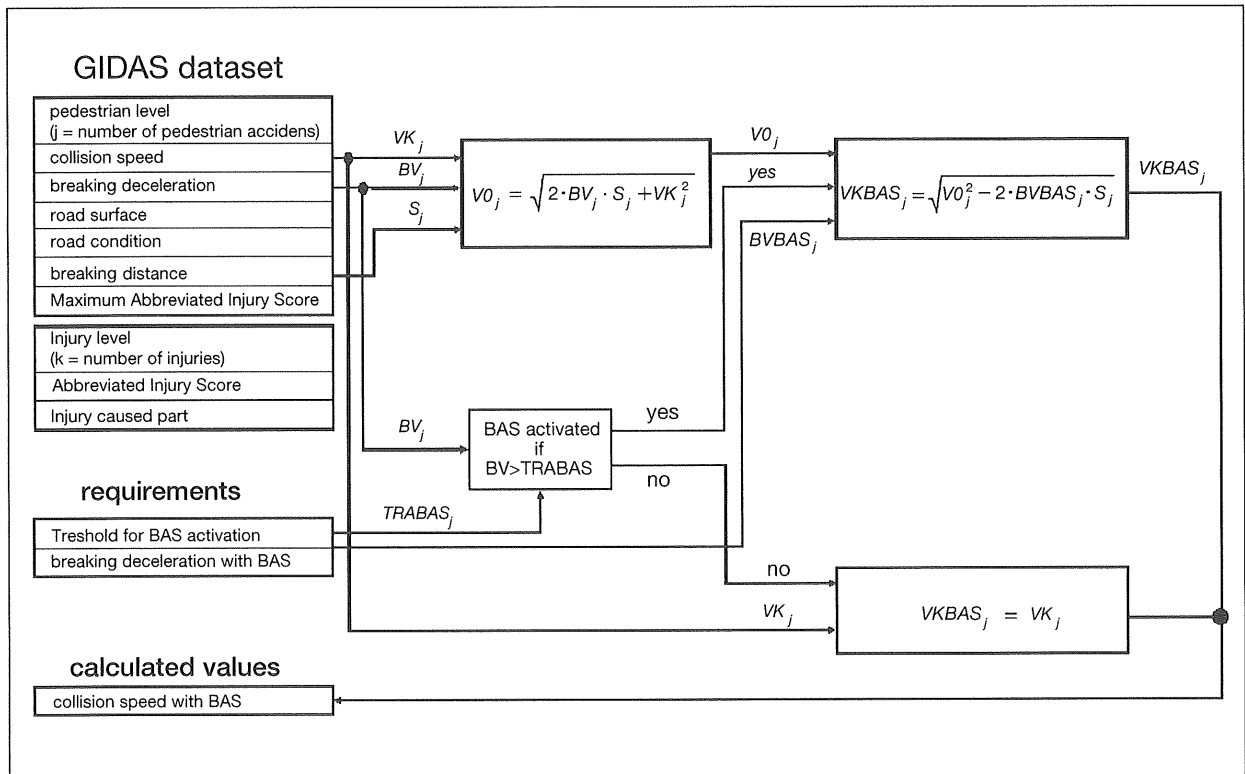 GIDAS dataset
pedestrian level
(j = number of pedestrian accidens)
collision speed
breaking deceleration
road surface
road condition
breaking distance
Maximum Abbreviated Injury Score
Injury level
(k = number of injuries)
Abbreviated Injury Score
Injury caused part
requirements
Treshold for BAS activation
breaking deceleration with BAS
calculated values
collision speed with BAS
VK_j
BV_j
S_j
V0_j = √(2·BV_j · S_j +VK_j^2)
V0_j
yes
BVBAS_j
VKBAS_j = √(V0_j^2 − 2·BVBAS_j · S_j)
VKBAS_j
BV_j
BAS activated
if
BV>TRABAS
yes
no
TRABAS_j
no
VK_j
VKBAS_j = VK_j